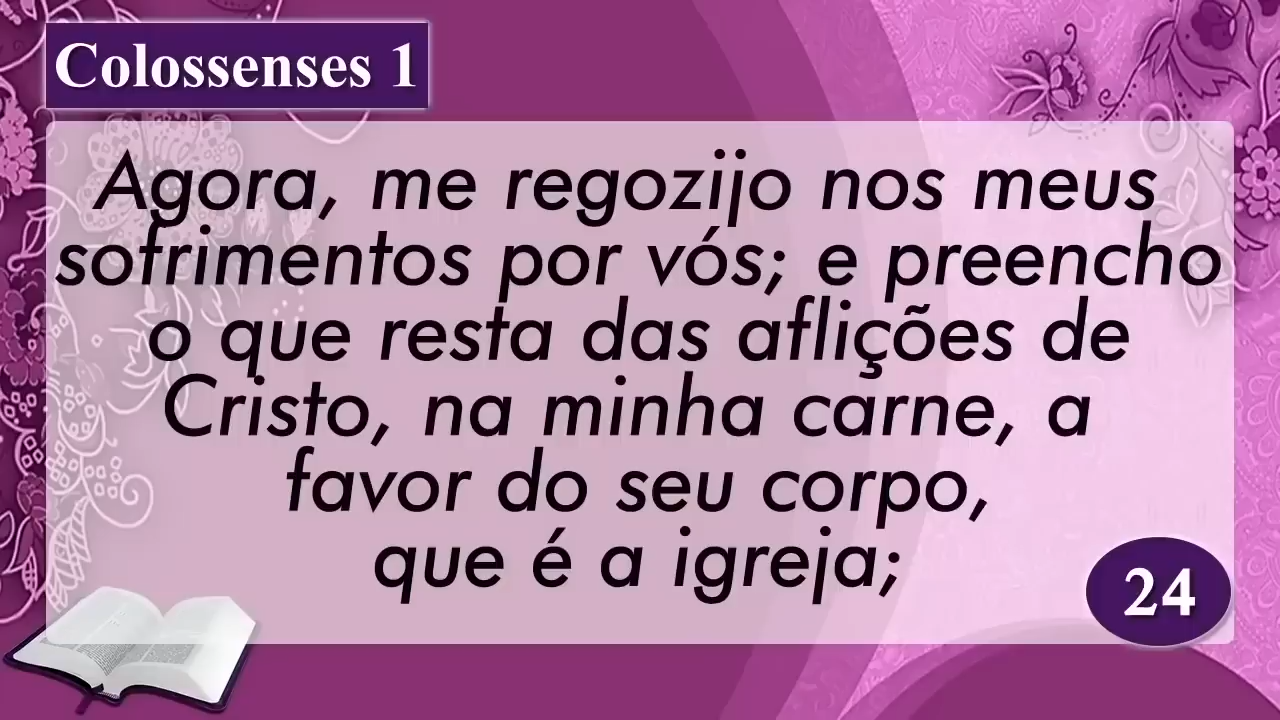 Colossenses 1
Agora, me regozijo nos meus
sofrimentos por vós; e preencho
o que resta das aflições de
Cristo, na minha carne, a
favor do seu corpo,
que é a igreja;
24